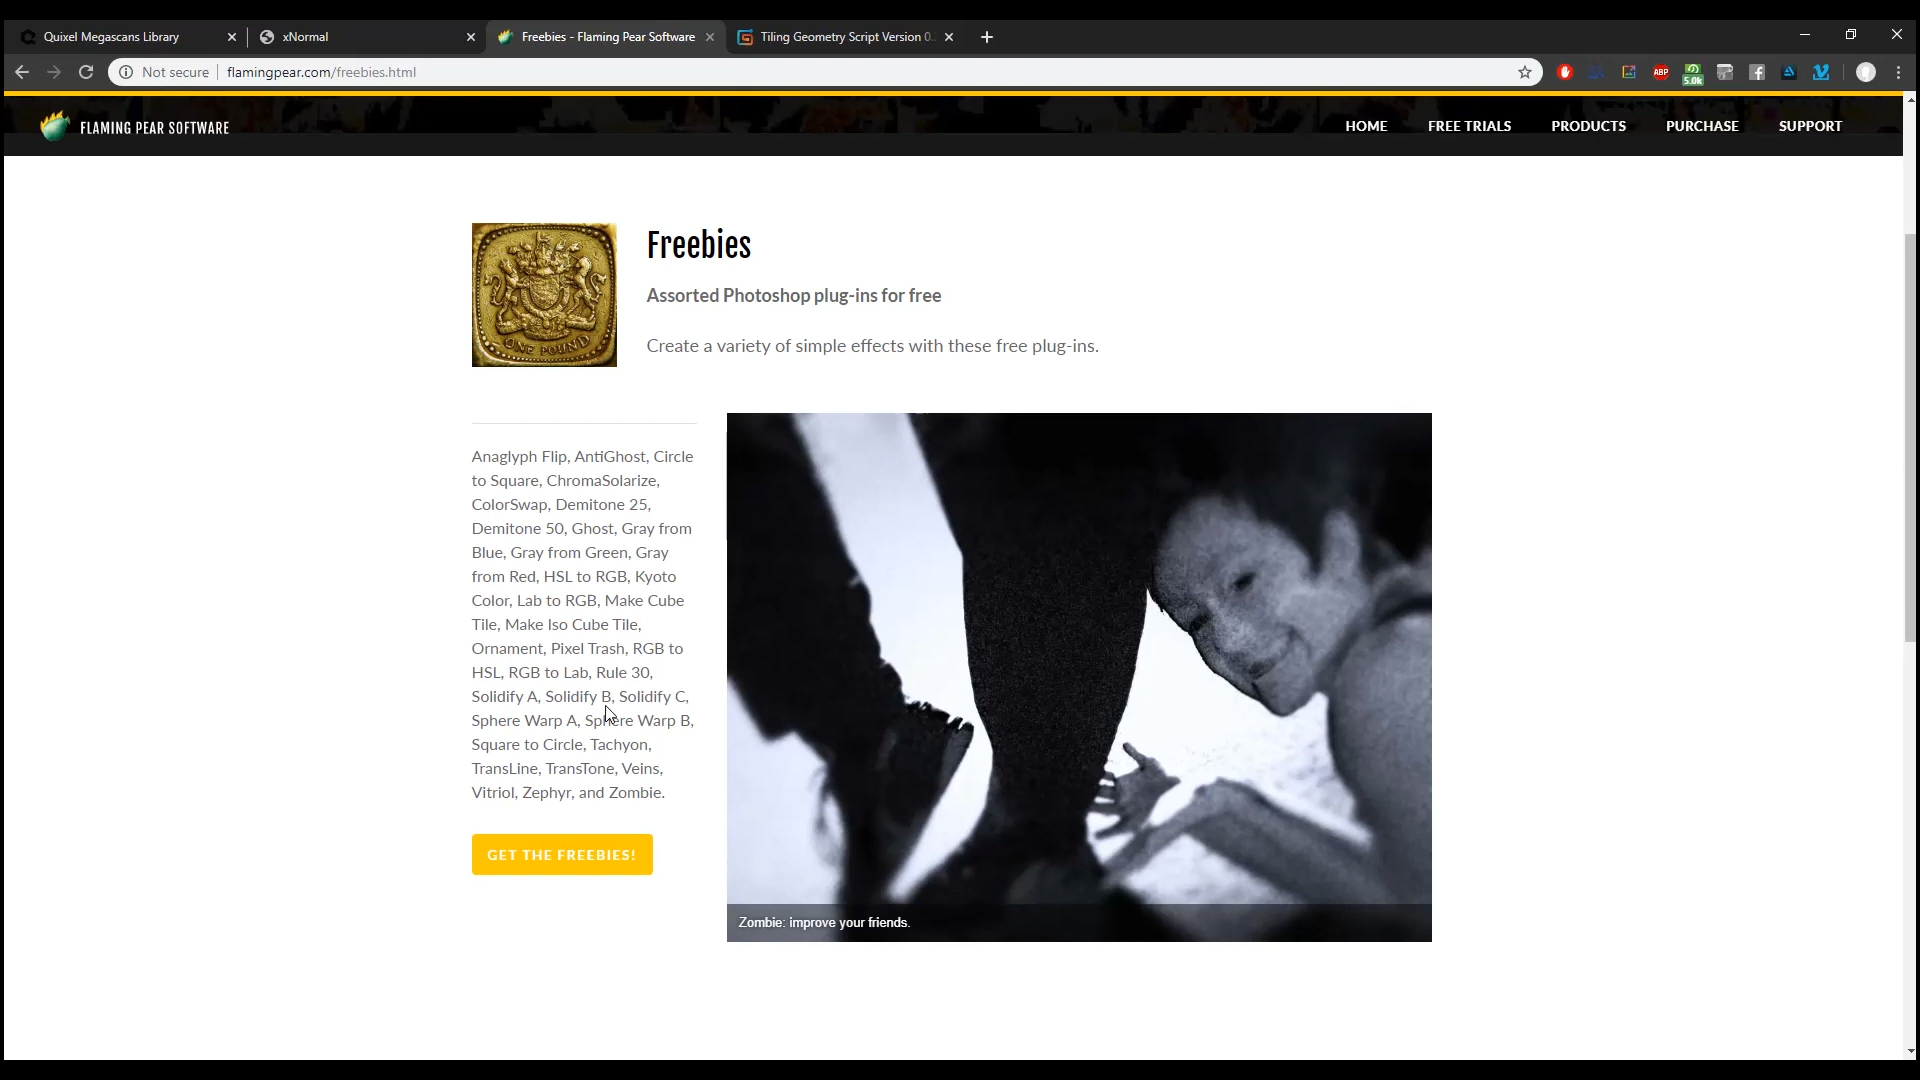 Quixel Megascans Library
xNormal
Freebies - Flaming Pear Software
Tiling Geometry Script Version 0.
Not secure
flamingpear.com/freebies.html
ABP
5.0k
FLAMING PEAR SOFTWARE
HOME
FREE TRIALS
PRODUCTS
PURCHASE
SUPPORT
ONE POUND
Freebies
Assorted Photoshop plug-ins for free
Create a variety of simple effects with these free plug-ins.
Anaglyph Flip, AntiGhost, Circle
to Square, ChromaSolarize,
ColorSwap, Demitone 25,
Demitone 50, Ghost, Gray from
Blue, Gray from Green, Gray
from Red, HSL to RGB, Kyoto
Color, Lab to RGB, Make Cube
Tile, Make Iso Cube Tile,
Ornament, Pixel Trash, RGB to
HSL, RGB to Lab, Rule 30,
Solidify A, Solidify B, Solidify C,
Sphere Warp A, Sphere Warp B,
Square to Circle, Tachyon,
TransLine, TransTone, Veins,
Vitriol, Zephyr, and Zombie.
GET THE FREEBIES!
Zombie: improve your friends.